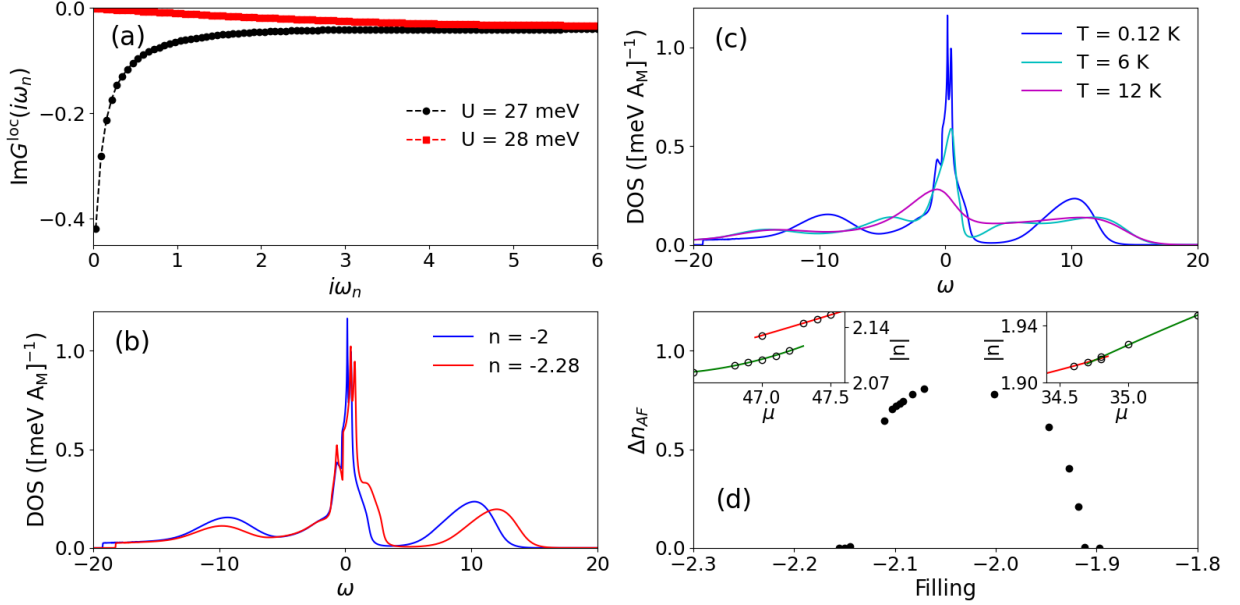 (a)
0.0
−0.2
−0.4
ImG^loc(iω_n)
U = 27 meV
U = 28 meV
0 1 2 3 4 5 6
iω_n
(c)
1.0
0.5
0.0
DOS ([meV A_M]^−1)
T = 0.12 K
T = 6 K
T = 12 K
−20 −10 0 10 20
ω
(b)
1.0
0.5
0.0
DOS ([meV A_M]^−1)
n = -2
n = -2.28
−20 −10 0 10 20
ω
(d)
1.0
0.5
0.0
Δn_AF
2.14
2.07
|n|
47.0 47.5
μ
|n|
1.94
1.90
34.5 35.0
μ
−2.3 −2.2 −2.1 −2.0 −1.9 −1.8
Filling